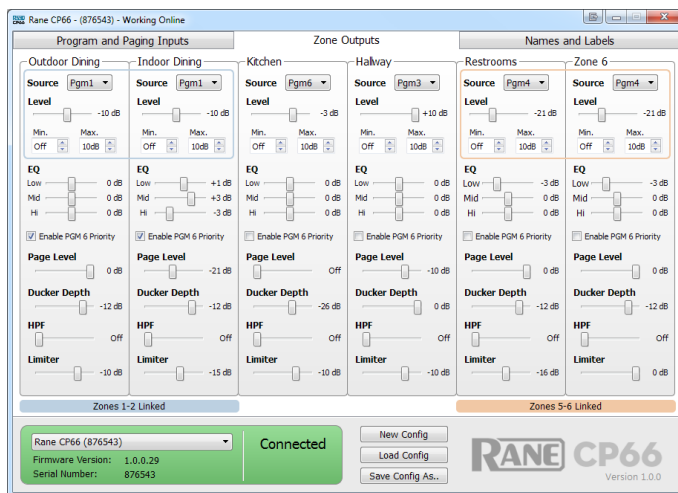 Rane CP66 - (876543) - Working Online
Program and Paging Inputs
Zone Outputs
Names and Labels
Outdoor Dining
Source Pgm1
Level
-10 dB
Min. Max.
Off 10dB
EQ
Low 0 dB
Mid 0 dB
Hi 0 dB
Enable PGM 6 Priority
Page Level
0 dB
Ducker Depth
-12 dB
HPF
Off
Limiter
-10 dB
Indoor Dining
Source Pgm1
Level
-10 dB
Min. Max.
Off 10dB
EQ
Low +1 dB
Mid +3 dB
Hi -3 dB
Enable PGM 6 Priority
Page Level
-21 dB
Ducker Depth
-12 dB
HPF
Off
Limiter
-15 dB
Kitchen
Source Pgm6
Level
-3 dB
Min. Max.
Off 10dB
EQ
Low 0 dB
Mid 0 dB
Hi 0 dB
Enable PGM 6 Priority
Page Level
Off
Ducker Depth
-26 dB
HPF
Off
Limiter
-10 dB
Hallway
Source Pgm3
Level
+10 dB
Min. Max.
Off 10dB
EQ
Low 0 dB
Mid 0 dB
Hi 0 dB
Enable PGM 6 Priority
Page Level
-10 dB
Ducker Depth
0 dB
HPF
Off
Limiter
-10 dB
Restrooms
Source Pgm4
Level
-21 dB
Min. Max.
Off 10dB
EQ
Low -3 dB
Mid 0 dB
Hi 0 dB
Enable PGM 6 Priority
Page Level
0 dB
Ducker Depth
-12 dB
HPF
Off
Limiter
-16 dB
Zone 6
Source Pgm4
Level
-21 dB
Min. Max.
Off 10dB
EQ
Low -3 dB
Mid 0 dB
Hi 0 dB
Enable PGM 6 Priority
Page Level
0 dB
Ducker Depth
-12 dB
HPF
Off
Limiter
0 dB
Zones 1-2 Linked
Zones 5-6 Linked
Rane CP66 (876543)
Connected
Firmware Version: 1.0.0.29
Serial Number: 876543
New Config
Load Config
Save Config As..
RANE CP66
Version 1.0.0